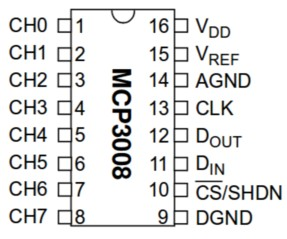 CH0 1 16 VDD
CH1 2 15 VREF
CH2 3 14 AGND
CH3 4 13 CLK
CH4 5 12 DOUT
CH5 6 11 DIN
CH6 7 10 CS/SHDN
CH7 8 9 DGND
MCP3008